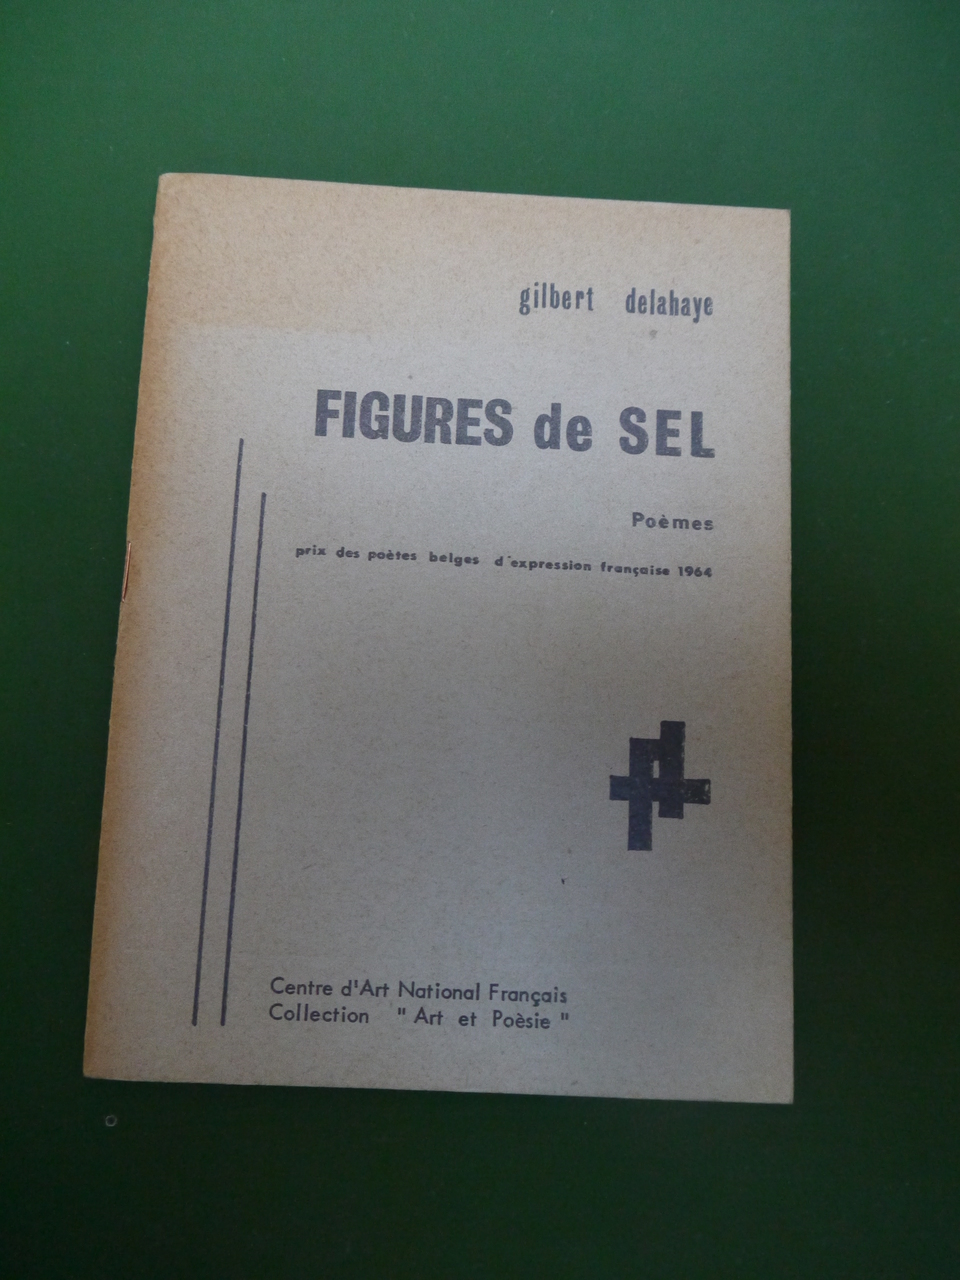 gilbert delahaye
FIGURES de SEL
Poèmes
prix des poètes belges d'expression française 1964
Centre d'Art National Français
Collection " Art et Poèsie "